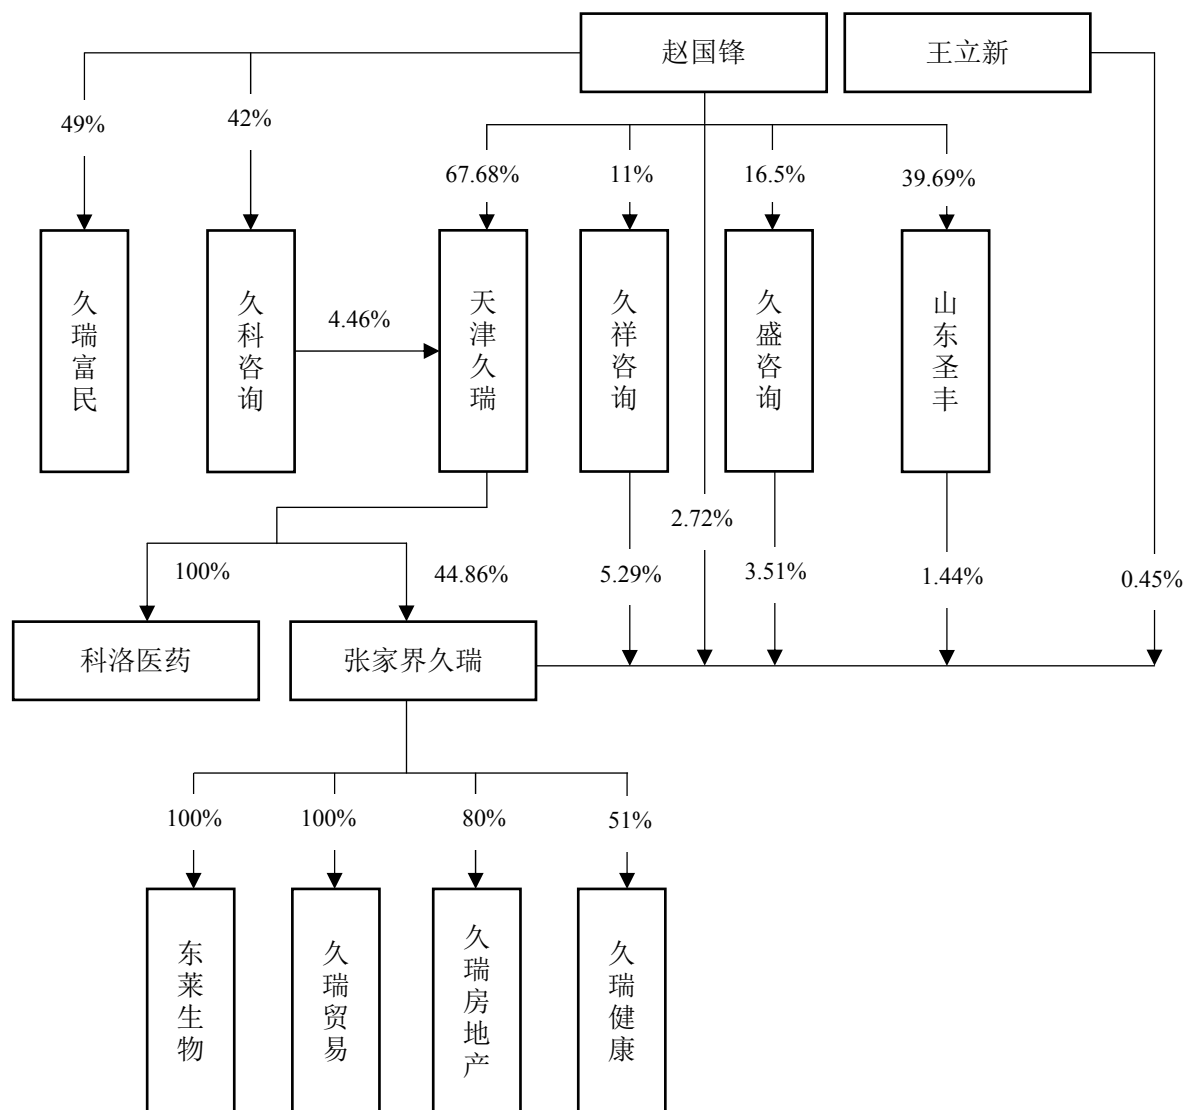 赵国锋
王立新
49%
42%
67.68%
11%
16.5%
39.69%
久瑞富民
久科咨询
4.46%
天津久瑞
久祥咨询
久盛咨询
山东圣丰
2.72%
100%
44.86%
5.29%
3.51%
1.44%
0.45%
科洛医药
张家界久瑞
100%
100%
80%
51%
东莱生物
久瑞贸易
久瑞房地产
久瑞健康